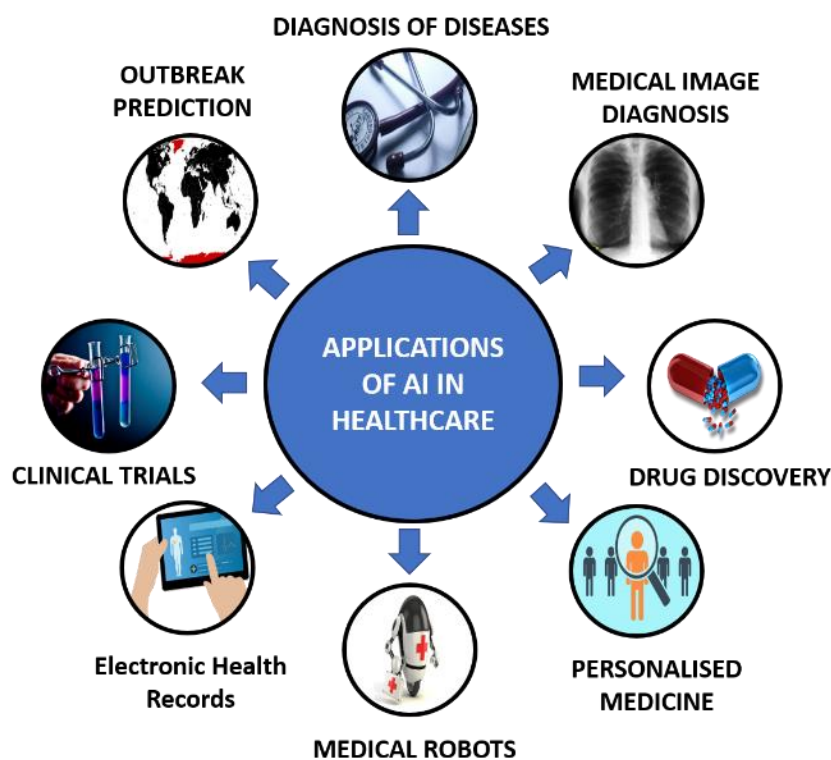 DIAGNOSIS OF DISEASES
OUTBREAK
PREDICTION
MEDICAL IMAGE
DIAGNOSIS
APPLICATIONS
OF AI IN
HEALTHCARE
CLINICAL TRIALS
DRUG DISCOVERY
Electronic Health
Records
PERSONALISED
MEDICINE
MEDICAL ROBOTS